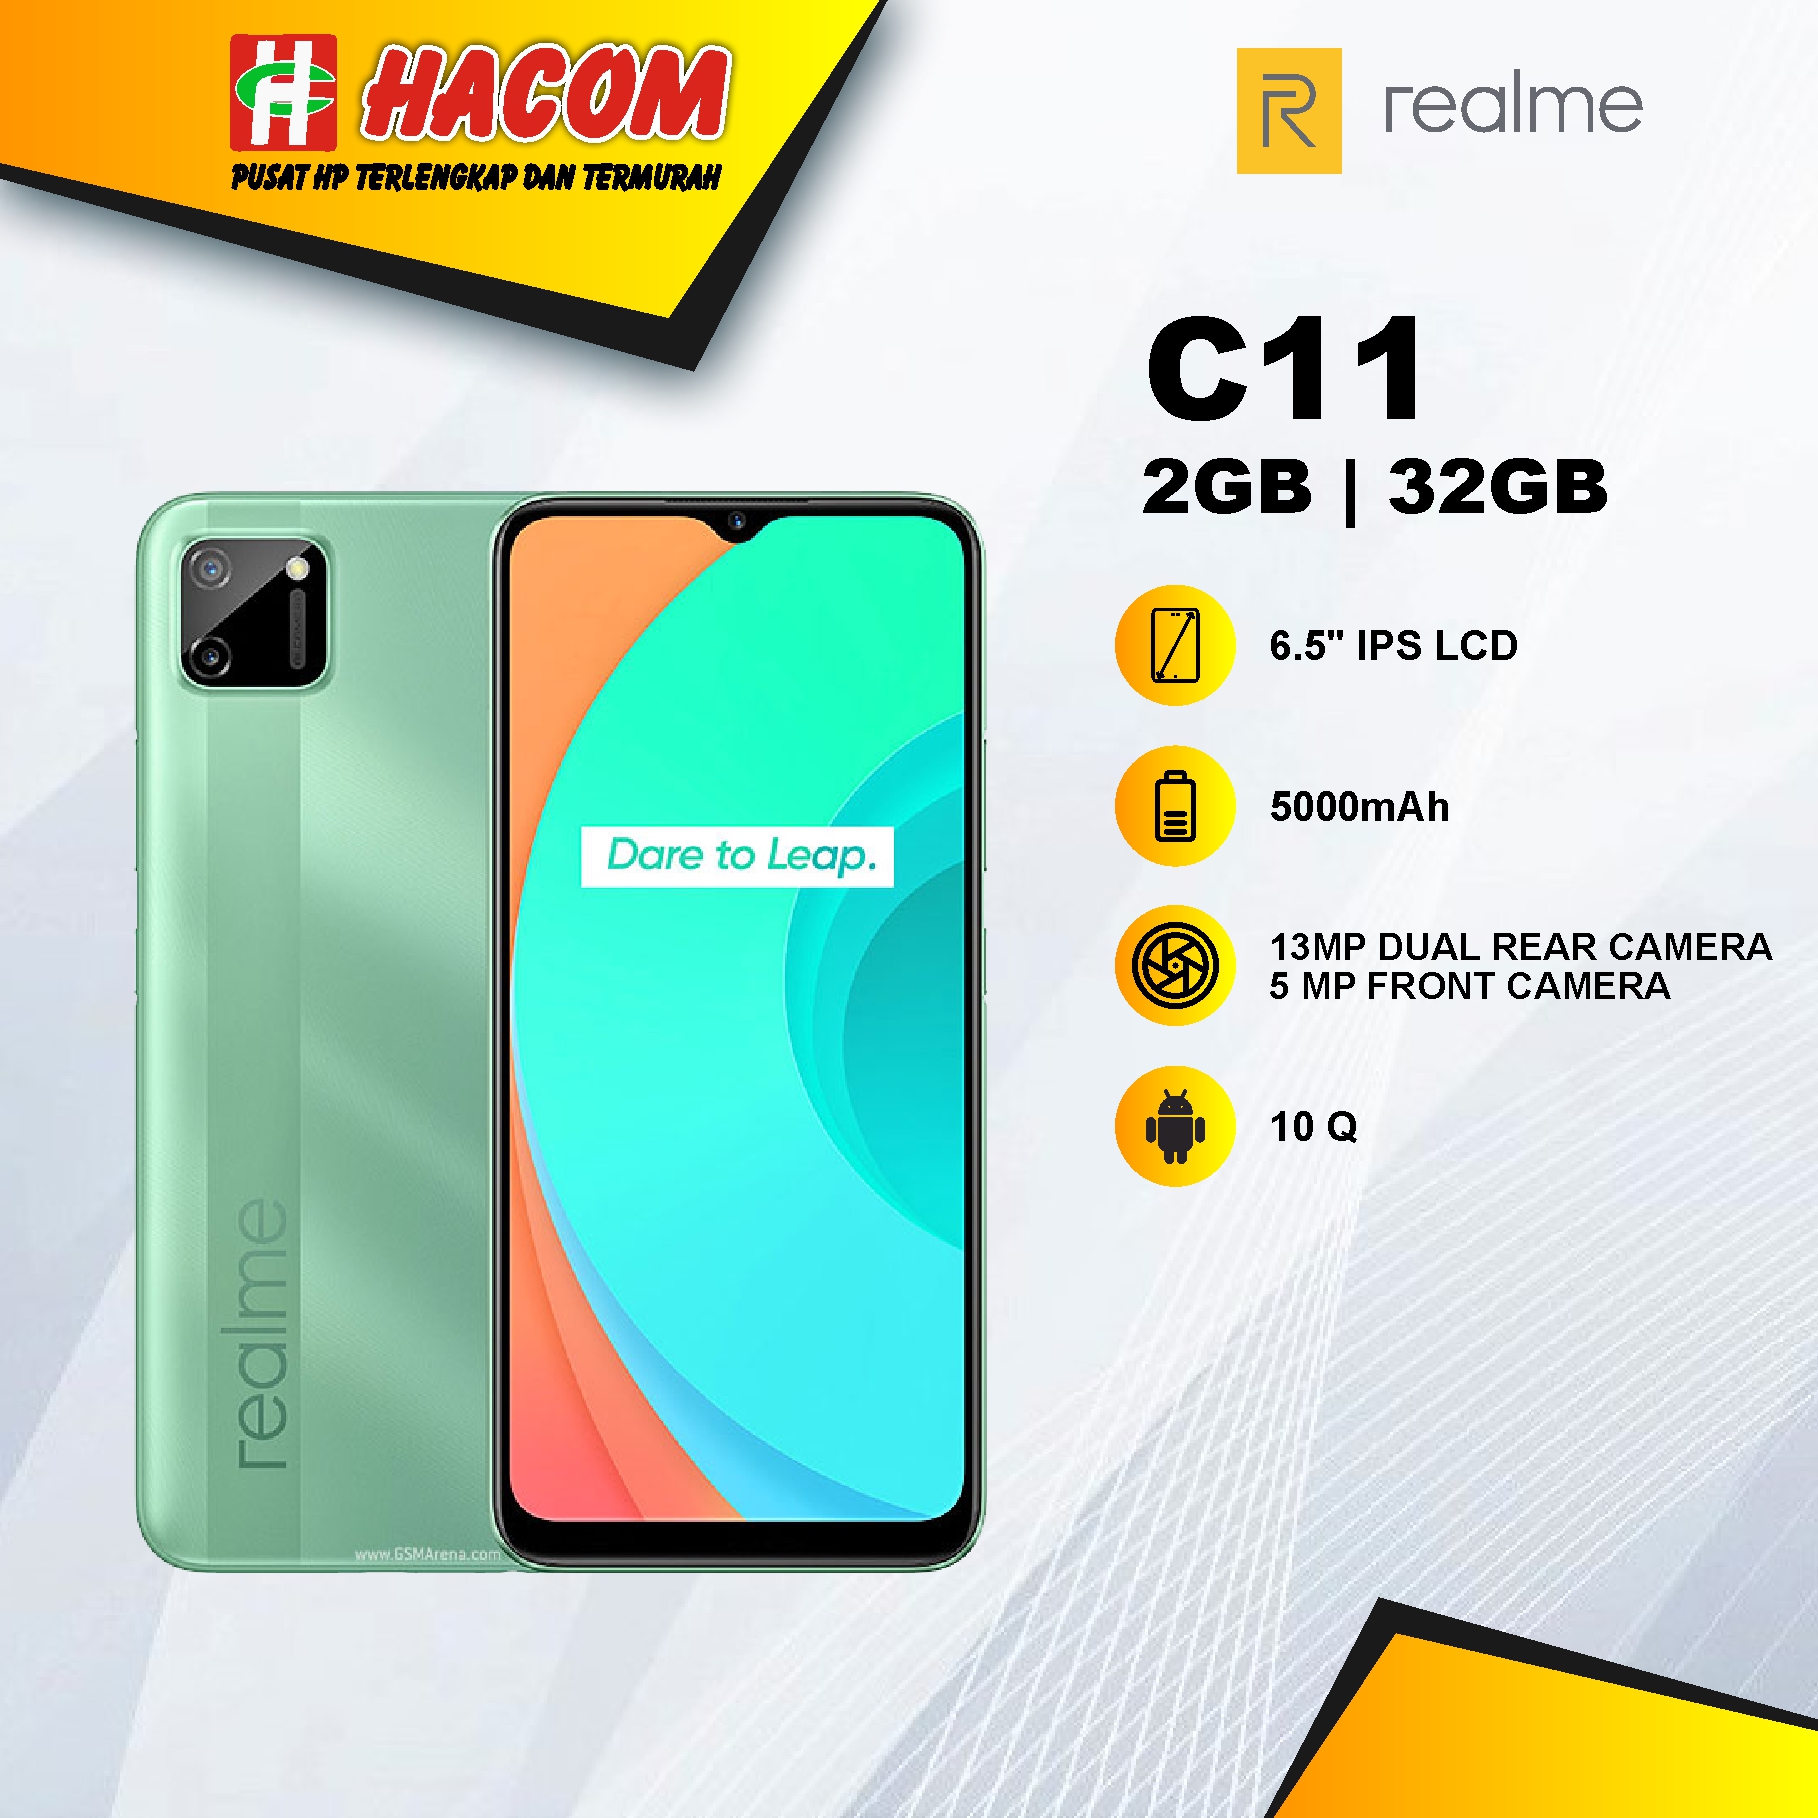 HACOM
PUSAT HP TERLENGKAP DAN TERMURAH
realme
C11
2GB | 32GB
6.5" IPS LCD
5000mAh
13MP DUAL REAR CAMERA
5 MP FRONT CAMERA
10 Q
Dare to Leap.
realme
www.GSMArena.com